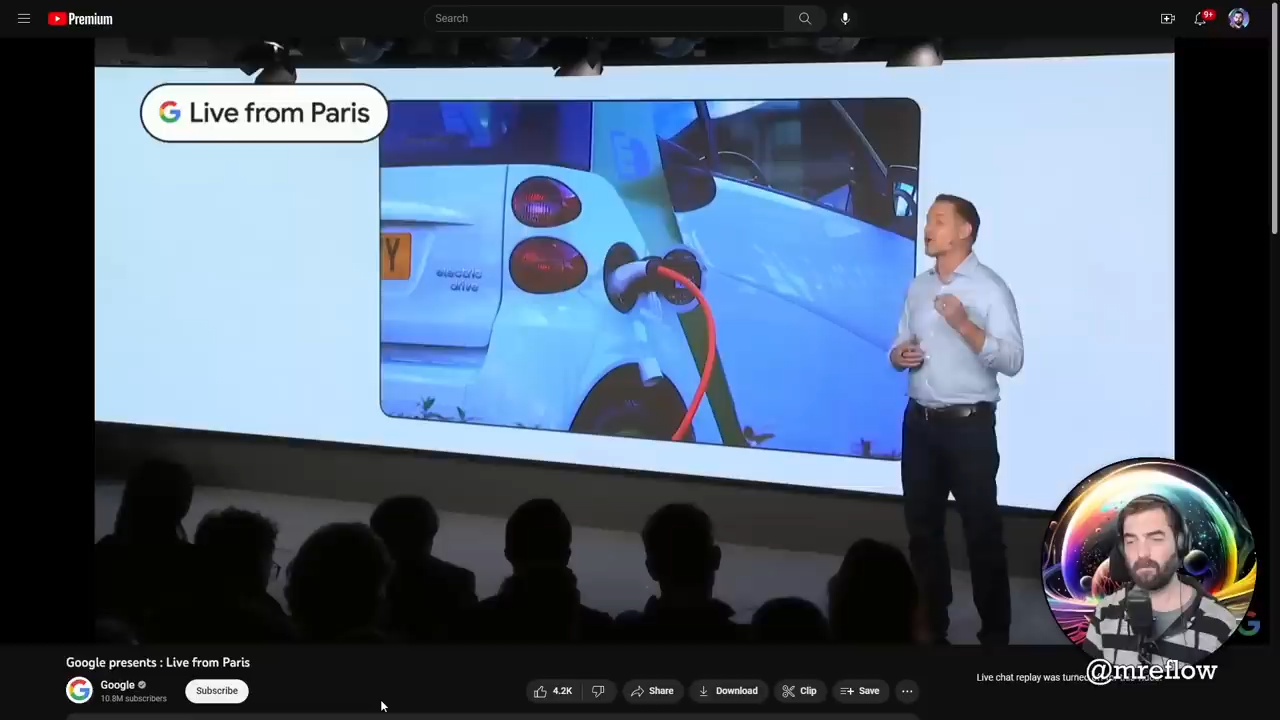 Premium
Search
9+
G Live from Paris
Y
electric
drive
@mreflow
Google presents : Live from Paris
Google
10.8M subscribers
Subscribe
4.2K
Share
Download
Clip
Save
Live chat replay was turned